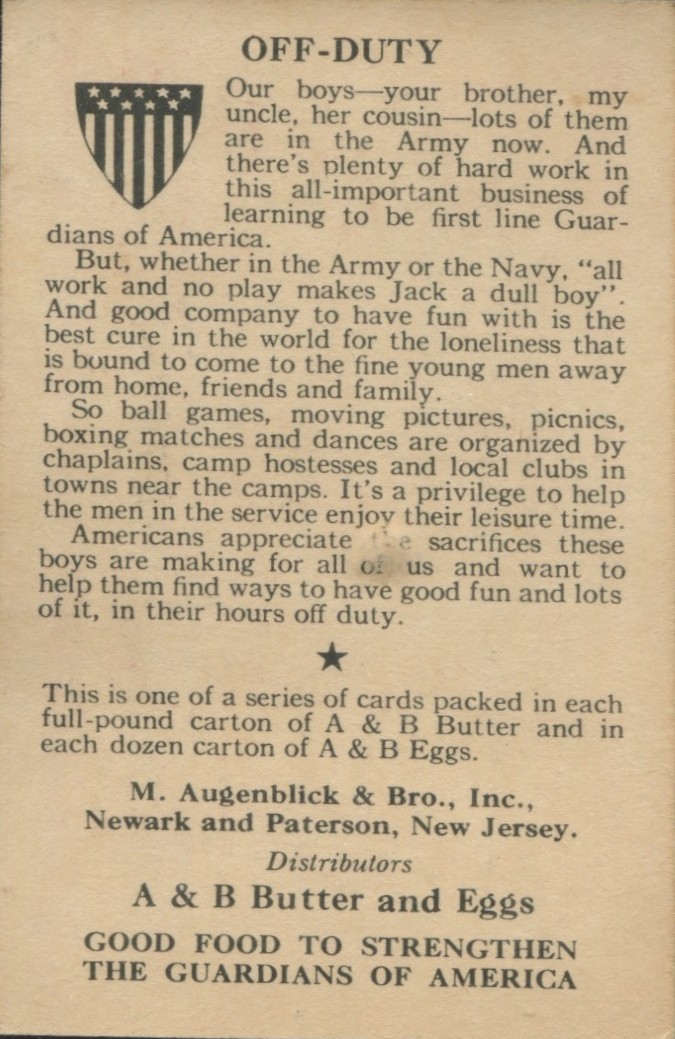 OFF-DUTY
Our boys—your brother, my
uncle, her cousin—lots of them
are in the Army now. And
there's plenty of hard work in
this all-important business of
learning to be first line Guar-
dians of America.
But, whether in the Army or the Navy, "all
work and no play makes Jack a dull boy".
And good company to have fun with is the
best cure in the world for the loneliness that
is bound to come to the fine young men away
from home, friends and family.
So ball games, moving pictures, picnics,
boxing matches and dances are organized by
chaplains, camp hostesses and local clubs in
towns near the camps. It's a privilege to help
the men in the service enjoy their leisure time.
Americans appreciate the sacrifices these
boys are making for all of us and want to
help them find ways to have good fun and lots
of it, in their hours off duty.
This is one of a series of cards packed in each
full-pound carton of A & B Butter and in
each dozen carton of A & B Eggs.
M. Augenblick & Bro., Inc.,
Newark and Paterson, New Jersey.
Distributors
A & B Butter and Eggs
GOOD FOOD TO STRENGTHEN
THE GUARDIANS OF AMERICA